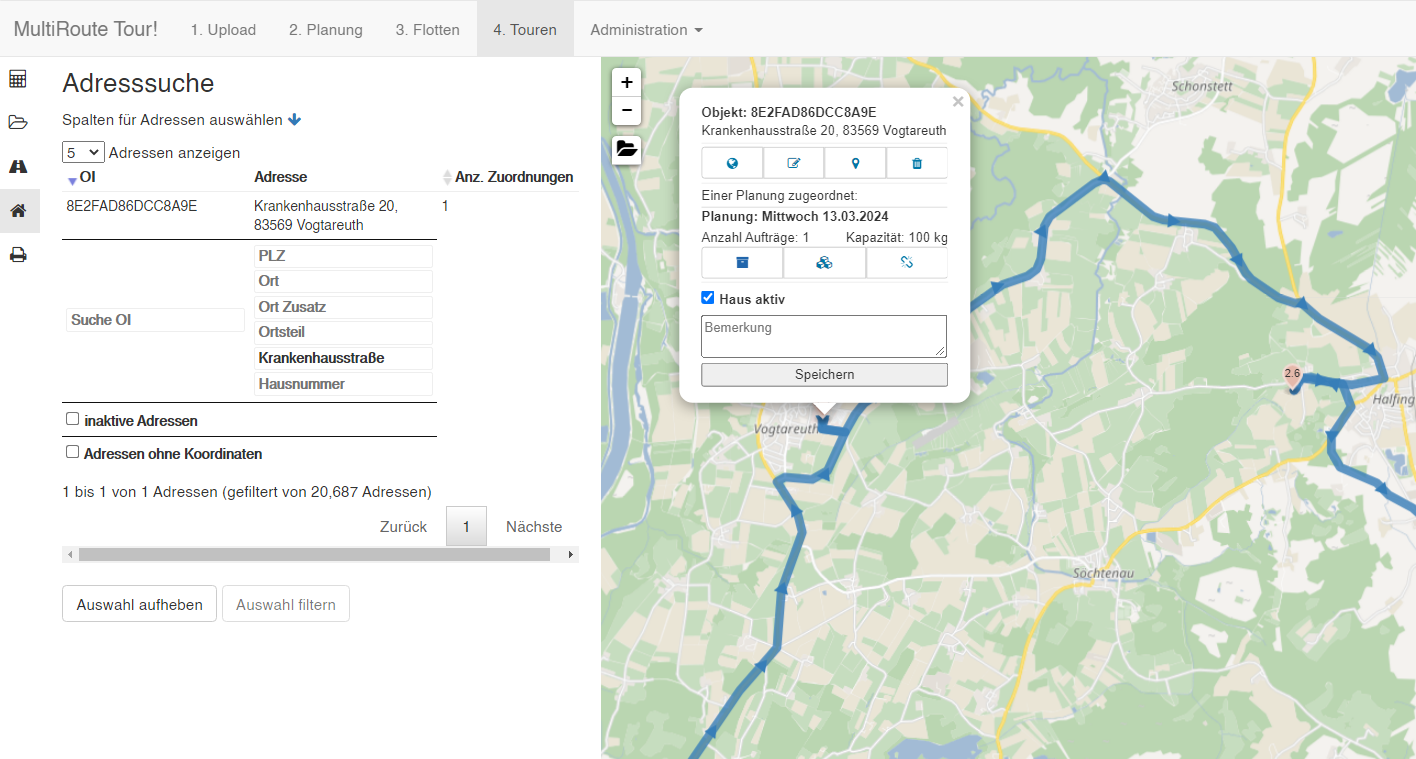 MultiRoute Tour! 1. Upload 2. Planung 3. Flotten 4. Touren Administration
Adresssuche
Spalten für Adressen auswählen
5 Adressen anzeigen
OI Adresse Anz. Zuordnungen
8E2FAD86DCC8A9E Krankenhausstraße 20, 1
83569 Vogtareuth
PLZ
Ort
Ort Zusatz
Suche OI
Ortsteil
Krankenhausstraße
Hausnummer
inaktive Adressen
Adressen ohne Koordinaten
1 bis 1 von 1 Adressen (gefiltert von 20,687 Adressen)
Zurück 1 Nächste
Auswahl aufheben Auswahl filtern
+
−
Objekt: 8E2FAD86DCC8A9E ×
Krankenhausstraße 20, 83569 Vogtareuth
Einer Planung zugeordnet:
Planung: Mittwoch 13.03.2024
Anzahl Aufträge: 1 Kapazität: 100 kg
Haus aktiv
Bemerkung
Speichern
Schonstett
2.6
Halfing
Vogtareuth
Söchtenau